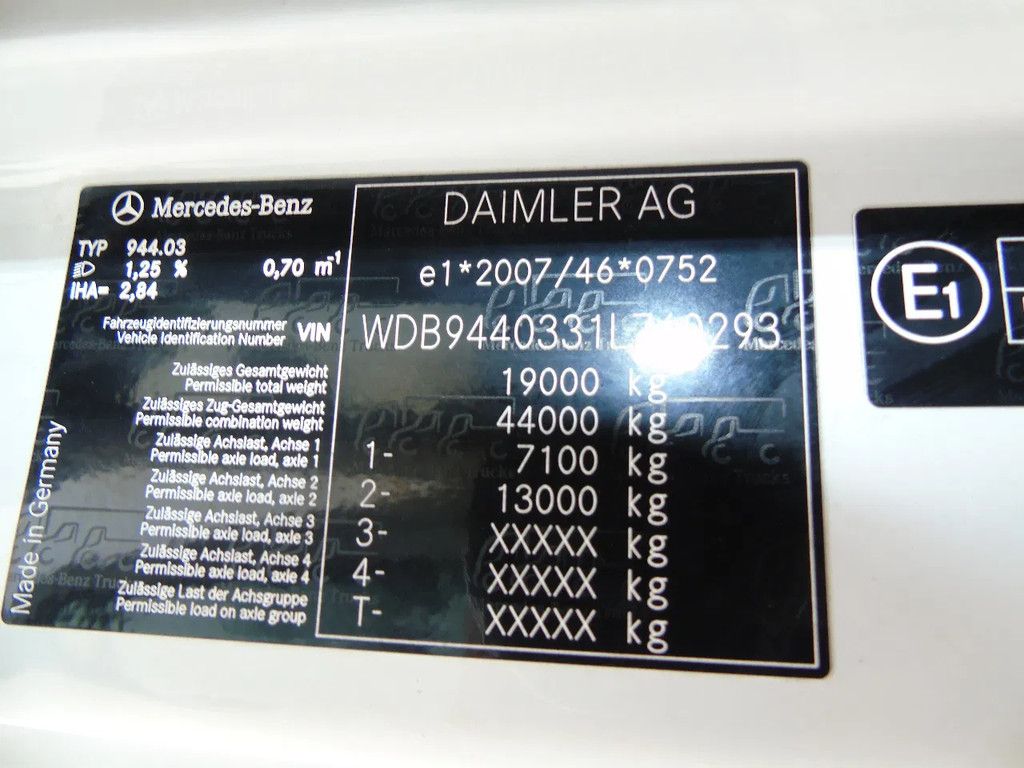 Mercedes-Benz
DAIMLER AG
TYP 944.03
1,25 % 0,70 m-1
IHA= 2,84
e1*2007/46*0752
Fahrzeugidentifizierungsnummer
Vehicle Identification Number VIN
Zulässiges Gesamtgewicht
Permissible total weight 19000 kg
Zulässiges Zug-Gesamtgewicht
Permissible combination weight 44000 kg
Zulässige Achslast, Achse 1
Permissible axle load, axle 1 1- 7100 kg
Zulässige Achslast, Achse 2
Permissible axle load, axle 2 2- 13000 kg
Zulässige Achslast, Achse 3
Permissible axle load, axle 3 3- XXXXX kg
Zulässige Achslast, Achse 4
Permissible axle load, axle 4 4- XXXXX kg
Zulässige Last der Achsgruppe
Permissible load on axle group T- XXXXX kg
Made in Germany
E1